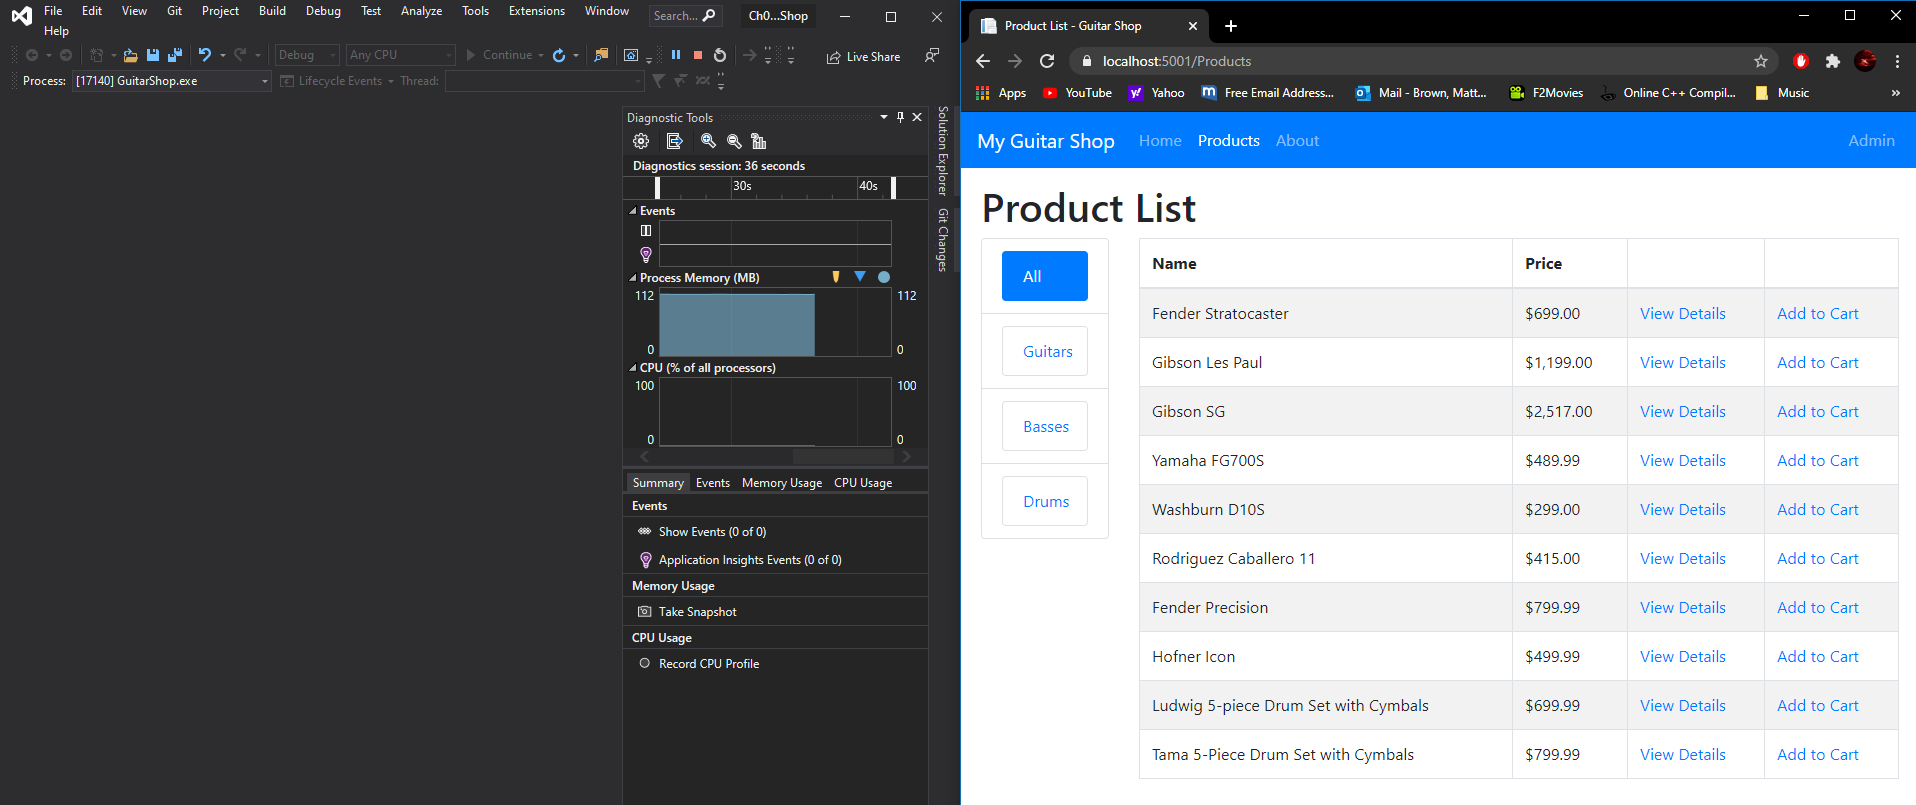 File Edit View Git Project Build Debug Test Analyze Tools Extensions Window Search... Ch0...Shop
Help
Debug Any CPU Continue Live Share
Process: [17140] GuitarShop.exe Lifecycle Events Thread:
Diagnostic Tools
Diagnostics session: 36 seconds
30s 40s
Events
Process Memory (MB)
112 112
0 0
CPU (% of all processors)
100 100
0 0
Summary Events Memory Usage CPU Usage
Events
Show Events (0 of 0)
Application Insights Events (0 of 0)
Memory Usage
Take Snapshot
CPU Usage
Record CPU Profile
Solution Explorer
Git Changes
Product List - Guitar Shop
localhost:5001/Products
Apps YouTube Yahoo Free Email Address... Mail - Brown, Matt... F2Movies Online C++ Compil... Music »
My Guitar Shop Home Products About Admin
Product List
All
Guitars
Basses
Drums
Name Price
Fender Stratocaster $699.00 View Details Add to Cart
Gibson Les Paul $1,199.00 View Details Add to Cart
Gibson SG $2,517.00 View Details Add to Cart
Yamaha FG700S $489.99 View Details Add to Cart
Washburn D10S $299.00 View Details Add to Cart
Rodriguez Caballero 11 $415.00 View Details Add to Cart
Fender Precision $799.99 View Details Add to Cart
Hofner Icon $499.99 View Details Add to Cart
Ludwig 5-piece Drum Set with Cymbals $699.99 View Details Add to Cart
Tama 5-Piece Drum Set with Cymbals $799.99 View Details Add to Cart